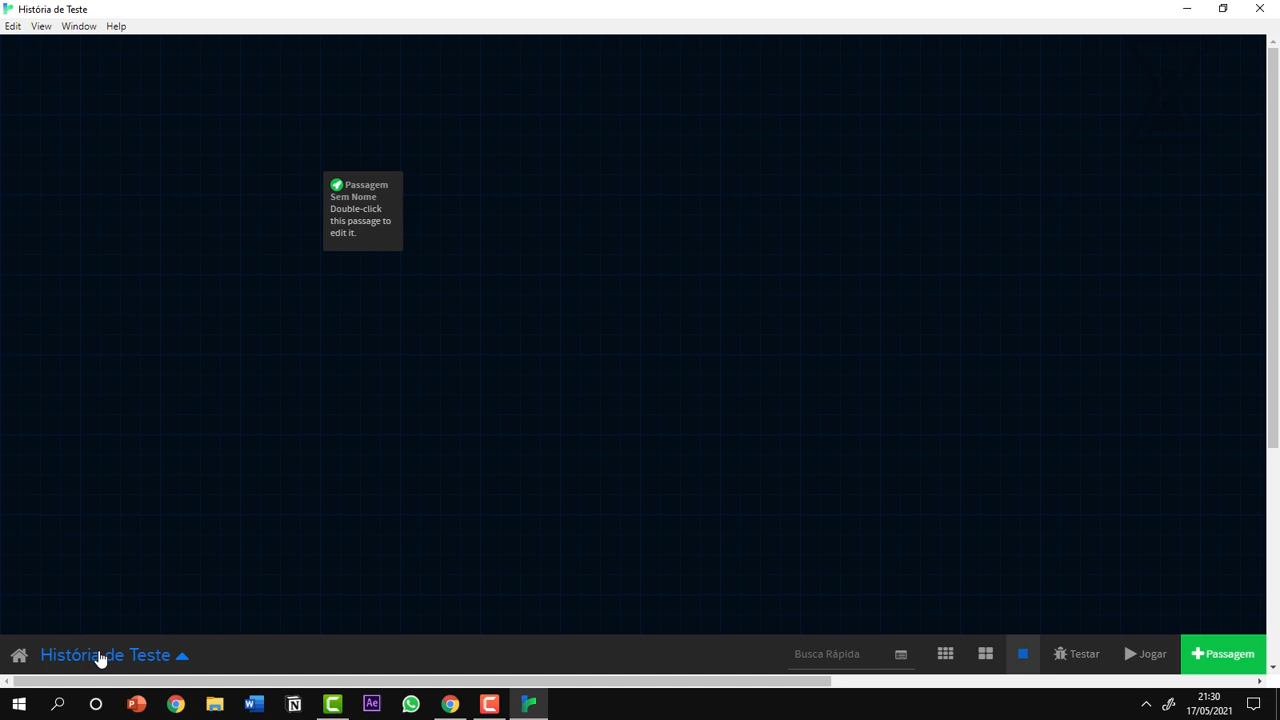 História de Teste
Edit View Window Help
Passagem
Sem Nome
Double-click
this passage to
edit it.
História de Teste
Busca Rápida
Testar
Jogar
+Passagem
21:30
17/05/2021